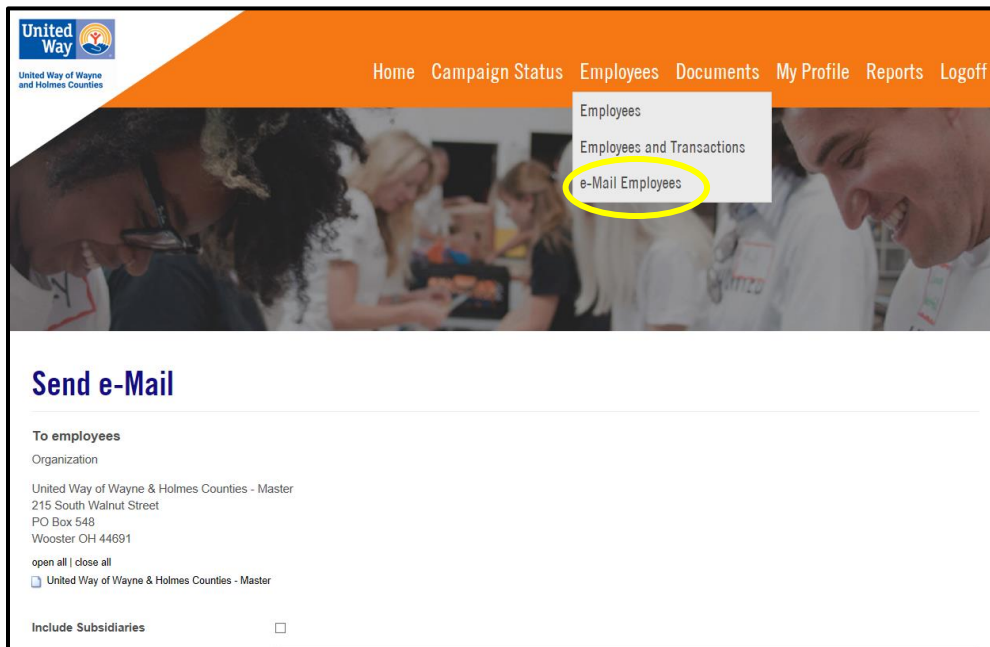 United
Way
United Way of Wayne
and Holmes Counties
Home Campaign Status Employees Documents My Profile Reports Logoff
Employees
Employees and Transactions
e-Mail Employees
Send e-Mail
To employees
Organization
United Way of Wayne & Holmes Counties - Master
215 South Walnut Street
PO Box 548
Wooster OH 44691
open all | close all
United Way of Wayne & Holmes Counties - Master
Include Subsidiaries